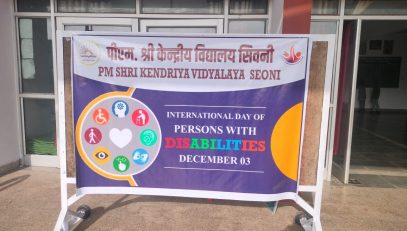 पीएम. श्री केन्द्रीय विद्यालय सिवनी
PM SHRI KENDRIYA VIDYALAYA SEONI
INTERNATIONAL DAY OF
PERSONS WITH
DISABILITIES
DECEMBER 03